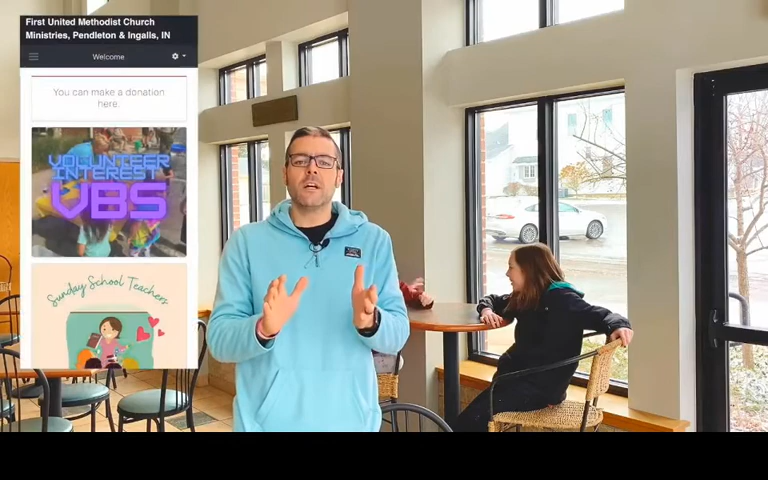 First United Methodist Church
Ministries, Pendleton & Ingalls, IN
Welcome
You can make a donation
here.
VOLUNTEER
INTEREST
VBS
Sunday School Teachers